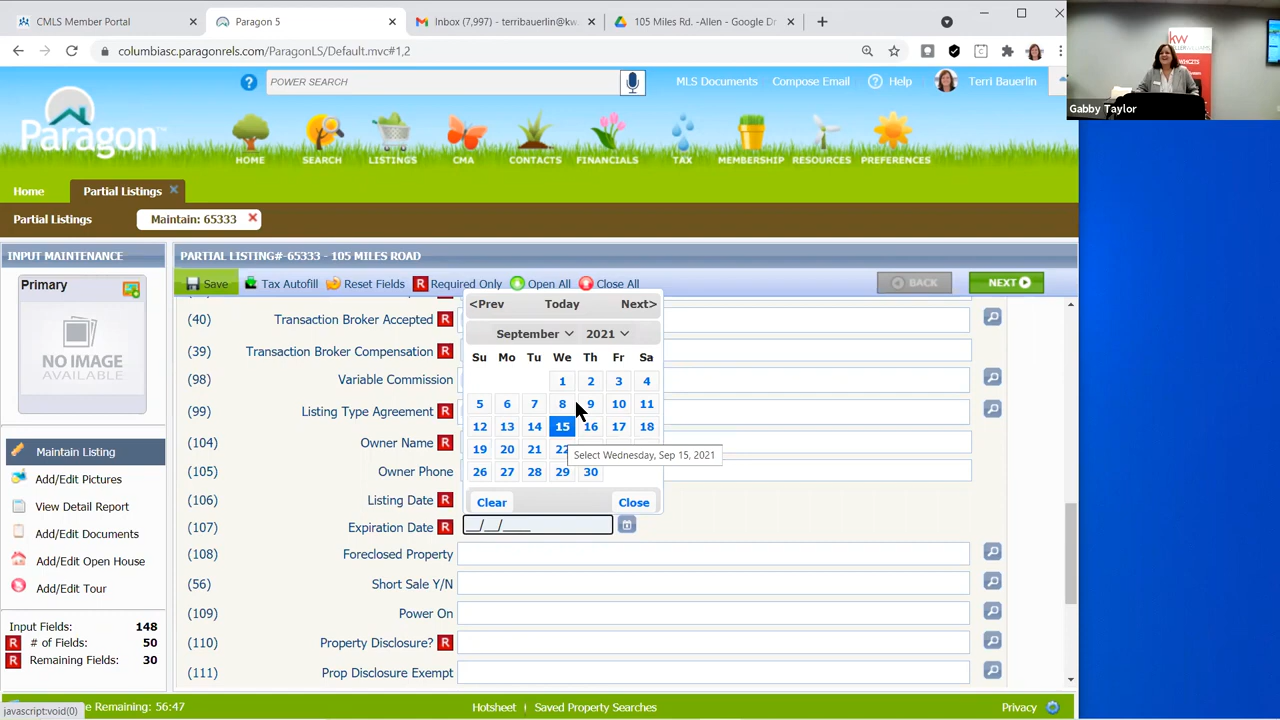 CMLS Member Portal
Paragon 5
Inbox (7,997) - terribauerlin@kw.
105 Miles Rd. -Allen - Google Dr
columbiasc.paragonrels.com/ParagonLS/Default.mvc#1,2
kw
Gabby Taylor
POWER SEARCH
MLS Documents
Compose Email
Help
Terri Bauerlin
Paragon
HOME
SEARCH
LISTINGS
CMA
CONTACTS
FINANCIALS
TAX
MEMBERSHIP
RESOURCES
PREFERENCES
Home
Partial Listings
Partial Listings
Maintain: 65333
INPUT MAINTENANCE
PARTIAL LISTING#-65333 - 105 MILES ROAD
Save
Tax Autofill
Reset Fields
R Required Only
Open All
Close All
BACK
NEXT
Primary
NO IMAGE
AVAILABLE
Maintain Listing
Add/Edit Pictures
View Detail Report
Add/Edit Documents
Add/Edit Open House
Add/Edit Tour
Input Fields: 148
R # of Fields: 50
R Remaining Fields: 30
(40) Transaction Broker Accepted R
(39) Transaction Broker Compensation R
(98) Variable Commission
(99) Listing Type Agreement R
(104) Owner Name R
(105) Owner Phone R
(106) Listing Date R
(107) Expiration Date R __/__/____
(108) Foreclosed Property
(56) Short Sale Y/N
(109) Power On
(110) Property Disclosure? R
(111) Prop Disclosure Exempt
<Prev Today Next>
September 2021
Su Mo Tu We Th Fr Sa
1 2 3 4
5 6 7 8 9 10 11
12 13 14 15 16 17 18
19 20 21 22
26 27 28 29 30
Select Wednesday, Sep 15, 2021
Clear Close
javascript:void(0)
e Remaining: 56:47
Hotsheet
Saved Property Searches
Privacy